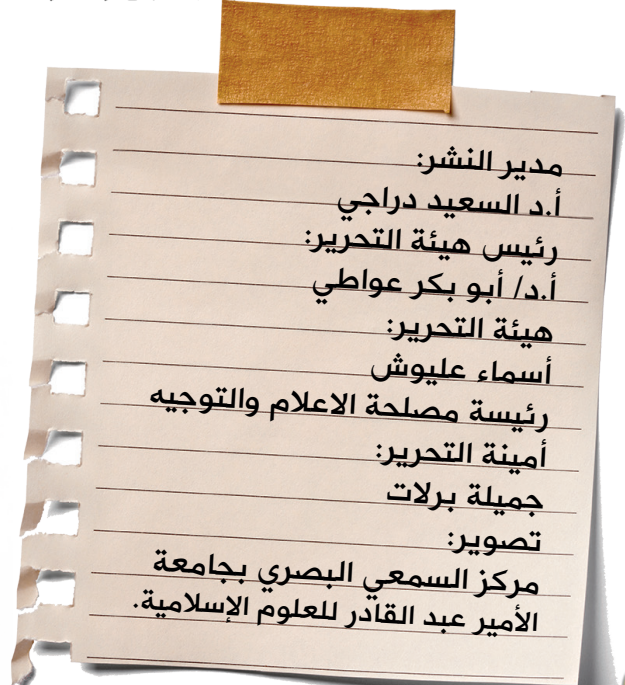 مدير النشر:
أ.د السعيد دراجي
رئيس هيئة التحرير:
أ.د/ أبو بكر عواطي
هيئة التحرير:
أسماء عليوش
رئيسة مصلحة الاعلام والتوجيه
أمينة التحرير:
جميلة برلات
تصوير:
مركز السمعي البصري بجامعة
الأمير عبد القادر للعلوم الإسلامية.